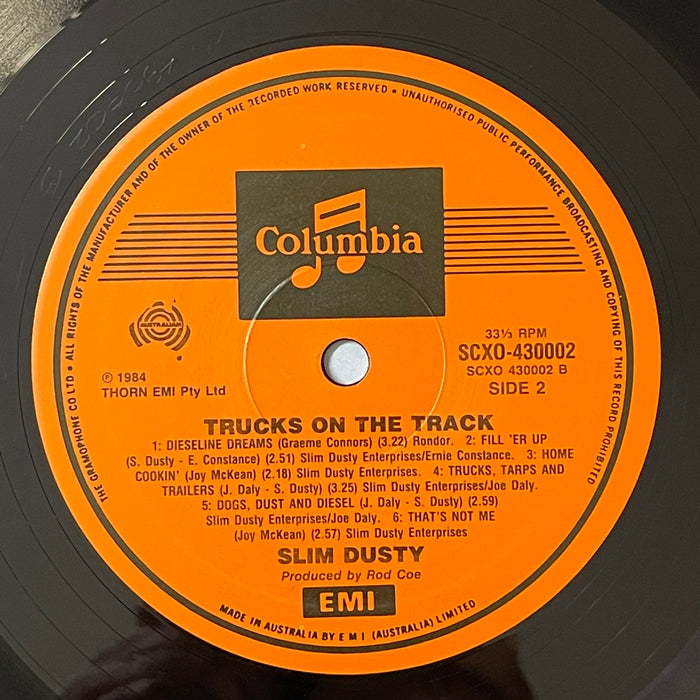 THE GRAMOPHONE CO LTD • ALL RIGHTS OF THE MANUFACTURER AND OF THE OWNER OF THE RECORDED WORK RESERVED • UNAUTHORISED PUBLIC PERFORMANCE BROADCASTING AND COPYING OF THIS RECORD PROHIBITED
Columbia
AUSTRALIAN
℗ 1984
THORN EMI Pty Ltd
33⅓ RPM
SCXO-430002
SCXO 430002 B
SIDE 2
TRUCKS ON THE TRACK
1: DIESELINE DREAMS (Graeme Connors) (3.22) Rondor. 2: FILL 'ER UP
(S. Dusty - E. Constance) (2.51) Slim Dusty Enterprises/Ernie Constance. 3: HOME
COOKIN' (Joy McKean) (2.18) Slim Dusty Enterprises. 4: TRUCKS, TARPS AND
TRAILERS (J. Daly - S. Dusty) (3.25) Slim Dusty Enterprises/Joe Daly.
5: DOGS, DUST AND DIESEL (J. Daly - S. Dusty) (2.59)
Slim Dusty Enterprises/Joe Daly. 6: THAT'S NOT ME
(Joy McKean) (2.57) Slim Dusty Enterprises
SLIM DUSTY
Produced by Rod Coe
EMI
MADE IN AUSTRALIA BY E M I (AUSTRALIA) LIMITED